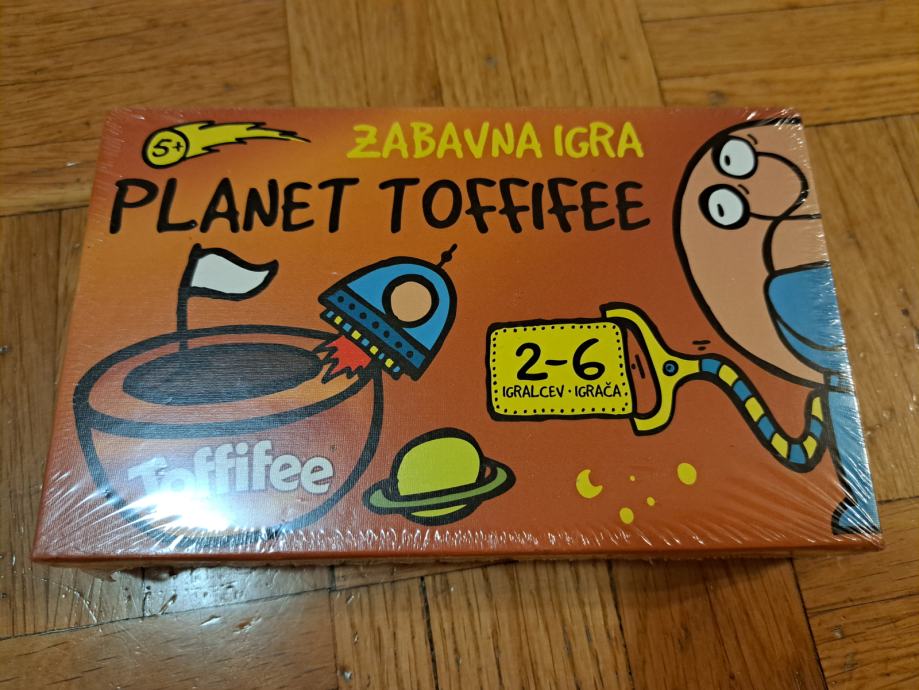 5+
ZABAVNA IGRA
PLANET TOFFIFEE
2-6
IGRALCEV · IGRAČA
Toffifee